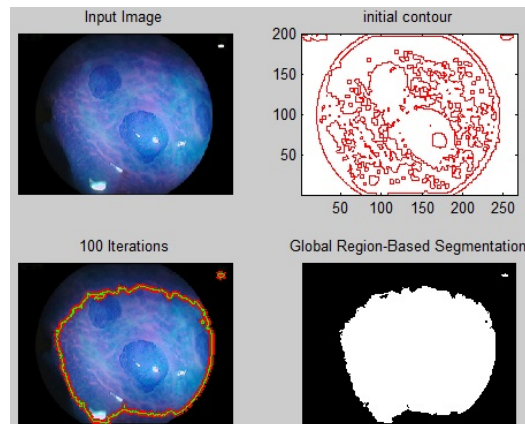 Input Image
initial contour
200
150
100
50
50 100 150 200 250
100 Iterations
Global Region-Based Segmentation